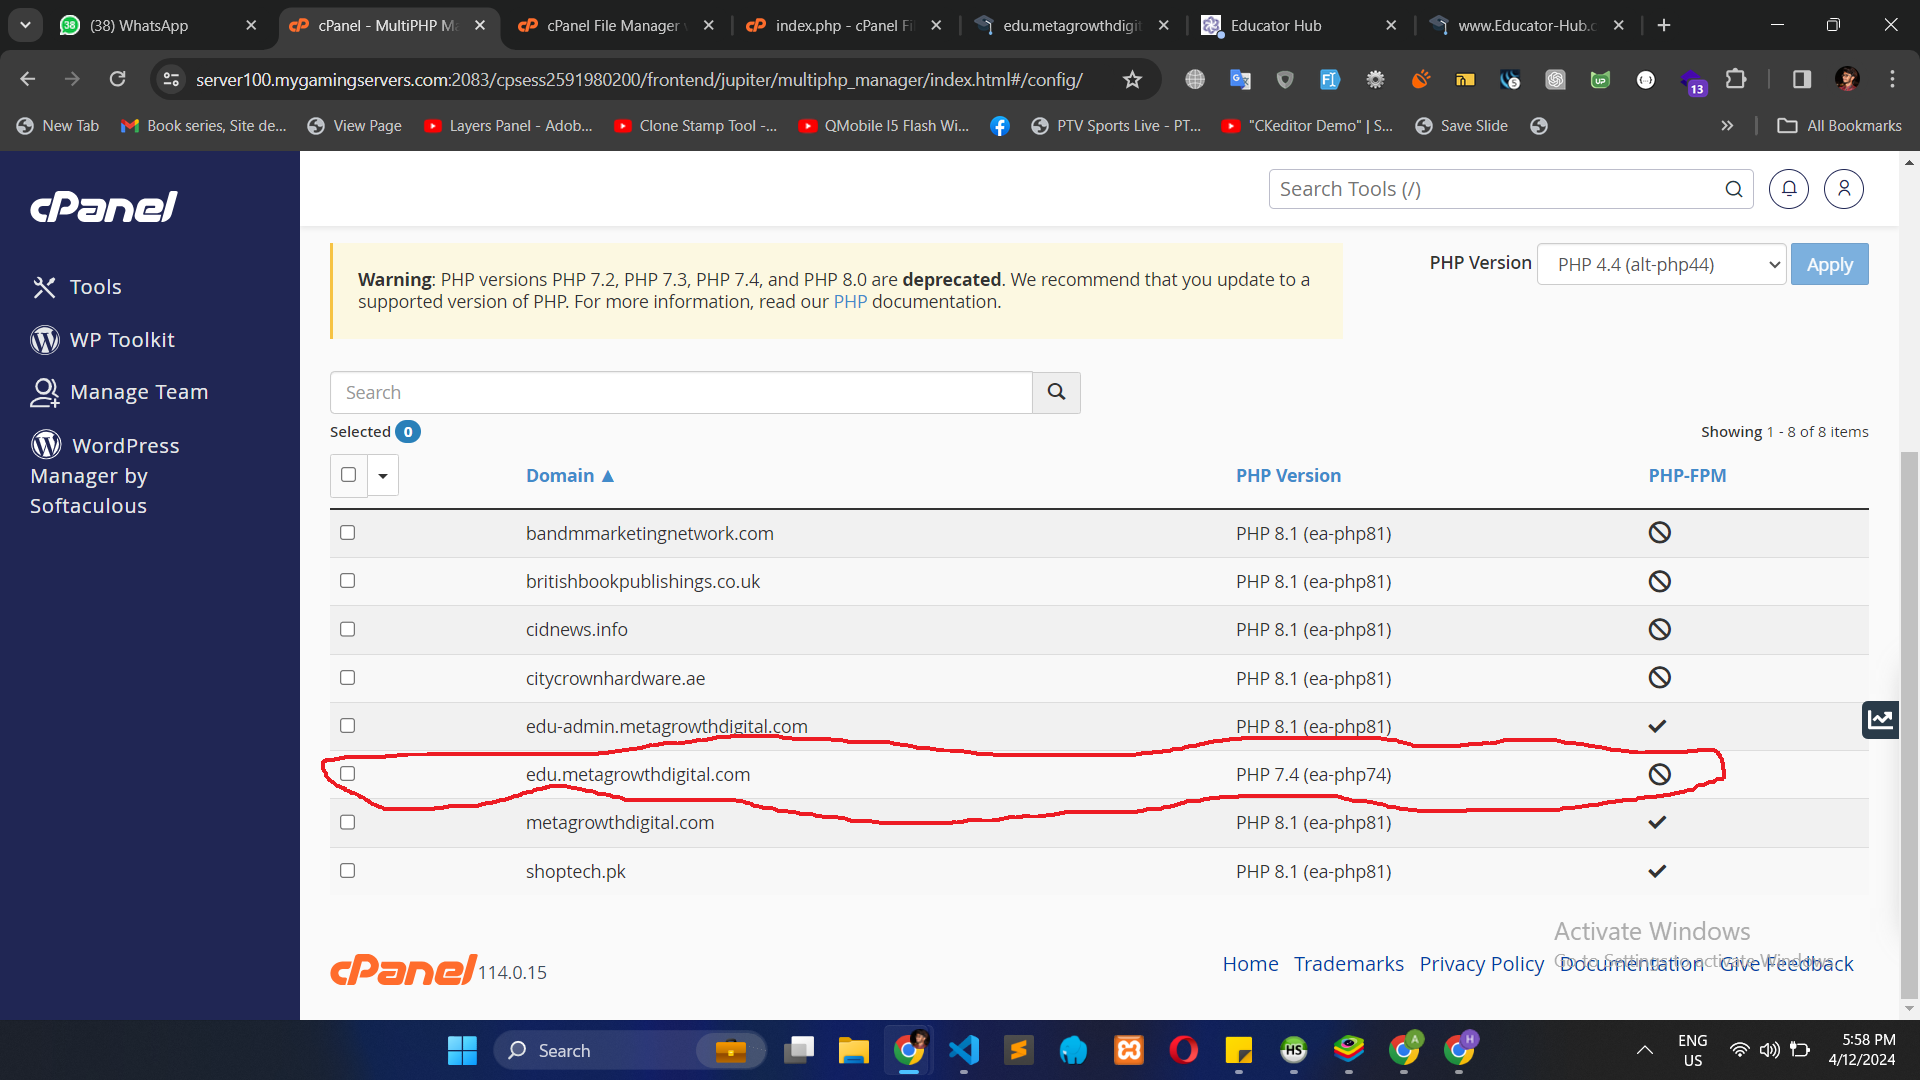 (38) WhatsApp
cPanel - MultiPHP M
cPanel File Manager
index.php - cPanel Fi
edu.metagrowthdigit
Educator Hub
www.Educator-Hub.c
server100.mygamingservers.com:2083/cpsess2591980200/frontend/jupiter/multiphp_manager/index.html#/config/
13
New Tab
Book series, Site de...
View Page
Layers Panel - Adob...
Clone Stamp Tool -...
QMobile I5 Flash Wi...
PTV Sports Live - PT...
"CKeditor Demo" | S...
Save Slide
All Bookmarks
cPanel
Search Tools (/)
Tools
WP Toolkit
Manage Team
WordPress
Manager by
Softaculous
Warning: PHP versions PHP 7.2, PHP 7.3, PHP 7.4, and PHP 8.0 are deprecated. We recommend that you update to a
supported version of PHP. For more information, read our PHP documentation.
PHP Version PHP 4.4 (alt-php44) Apply
Search
Selected 0
Showing 1 - 8 of 8 items
Domain ▲ PHP Version PHP-FPM
bandmmarketingnetwork.com PHP 8.1 (ea-php81)
britishbookpublishings.co.uk PHP 8.1 (ea-php81)
cidnews.info PHP 8.1 (ea-php81)
citycrownhardware.ae PHP 8.1 (ea-php81)
edu-admin.metagrowthdigital.com PHP 8.1 (ea-php81)
edu.metagrowthdigital.com PHP 7.4 (ea-php74)
metagrowthdigital.com PHP 8.1 (ea-php81)
shoptech.pk PHP 8.1 (ea-php81)
cPanel 114.0.15
Home Trademarks Privacy Policy Documentation Give Feedback
Activate Windows
Go to Settings to activate Windows.
Search
ENG
US
5:58 PM
4/12/2024